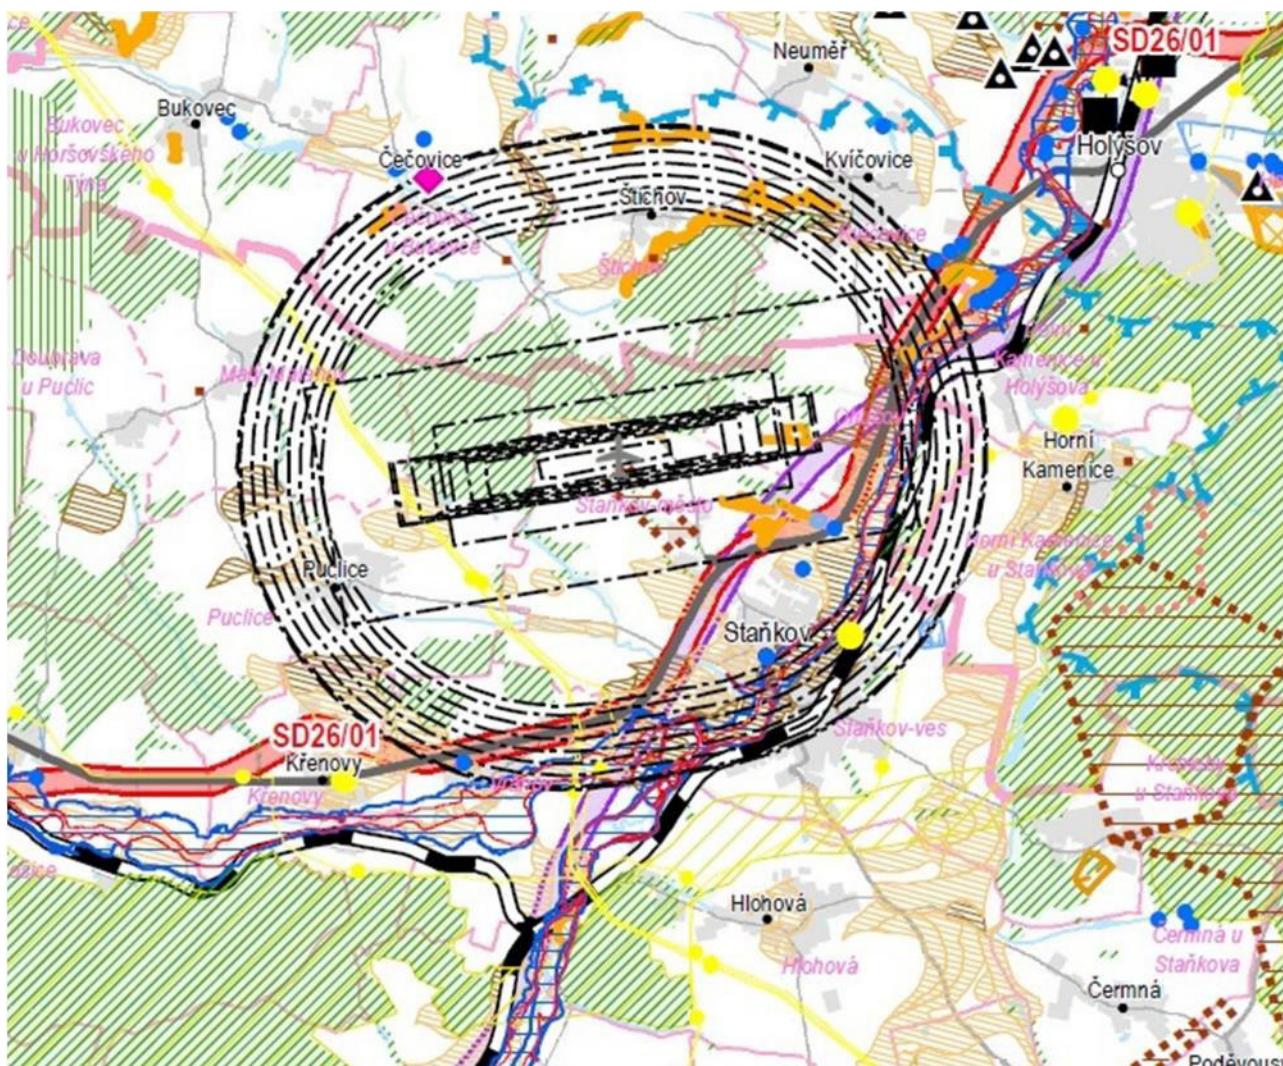 SD26/01
Neuměř
Bukovec
Bukovec
u Horšovského
Týna
Holýšov
Čečovice
Kvíčovice
Štichov
u Bukovce
Doubrava
u Puclic
Kamenice u
Holýšova
Horní
Kamenice
Staňkov-město
Horní Kamenice
u Staňkova
Puclice
Puclice
Staňkov
Staňkov-ves
SD26/01
Křenovy
Křenovy
u Staňkova
Hlohová
Hlohová
Čermná u
Staňkova
Čermná